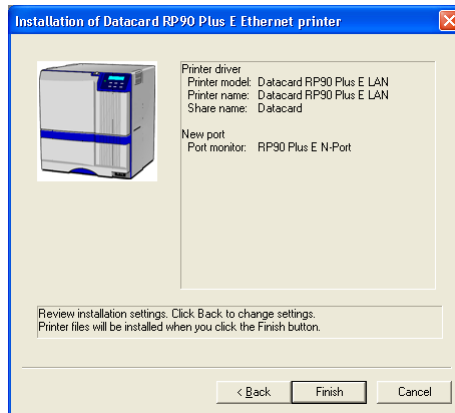 Installation of Datacard RP90 Plus E Ethernet printer
Printer driver
Printer model: Datacard RP90 Plus E LAN
Printer name: Datacard RP90 Plus E LAN
Share name: Datacard
New port
Port monitor: RP90 Plus E N-Port
Review installation settings. Click Back to change settings.
Printer files will be installed when you click the Finish button.
< Back
Finish
Cancel